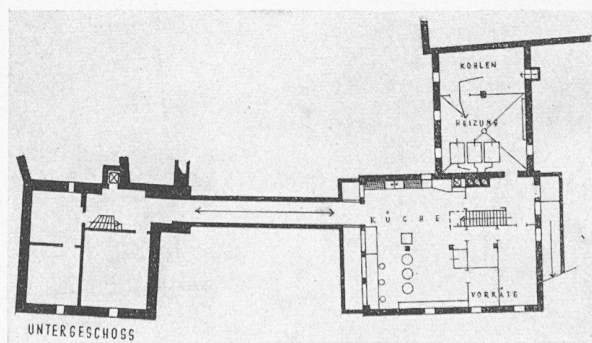 KOHLEN
HEIZUNG
KÜCHE
VORRÄTE
UNTERGESCHOSS